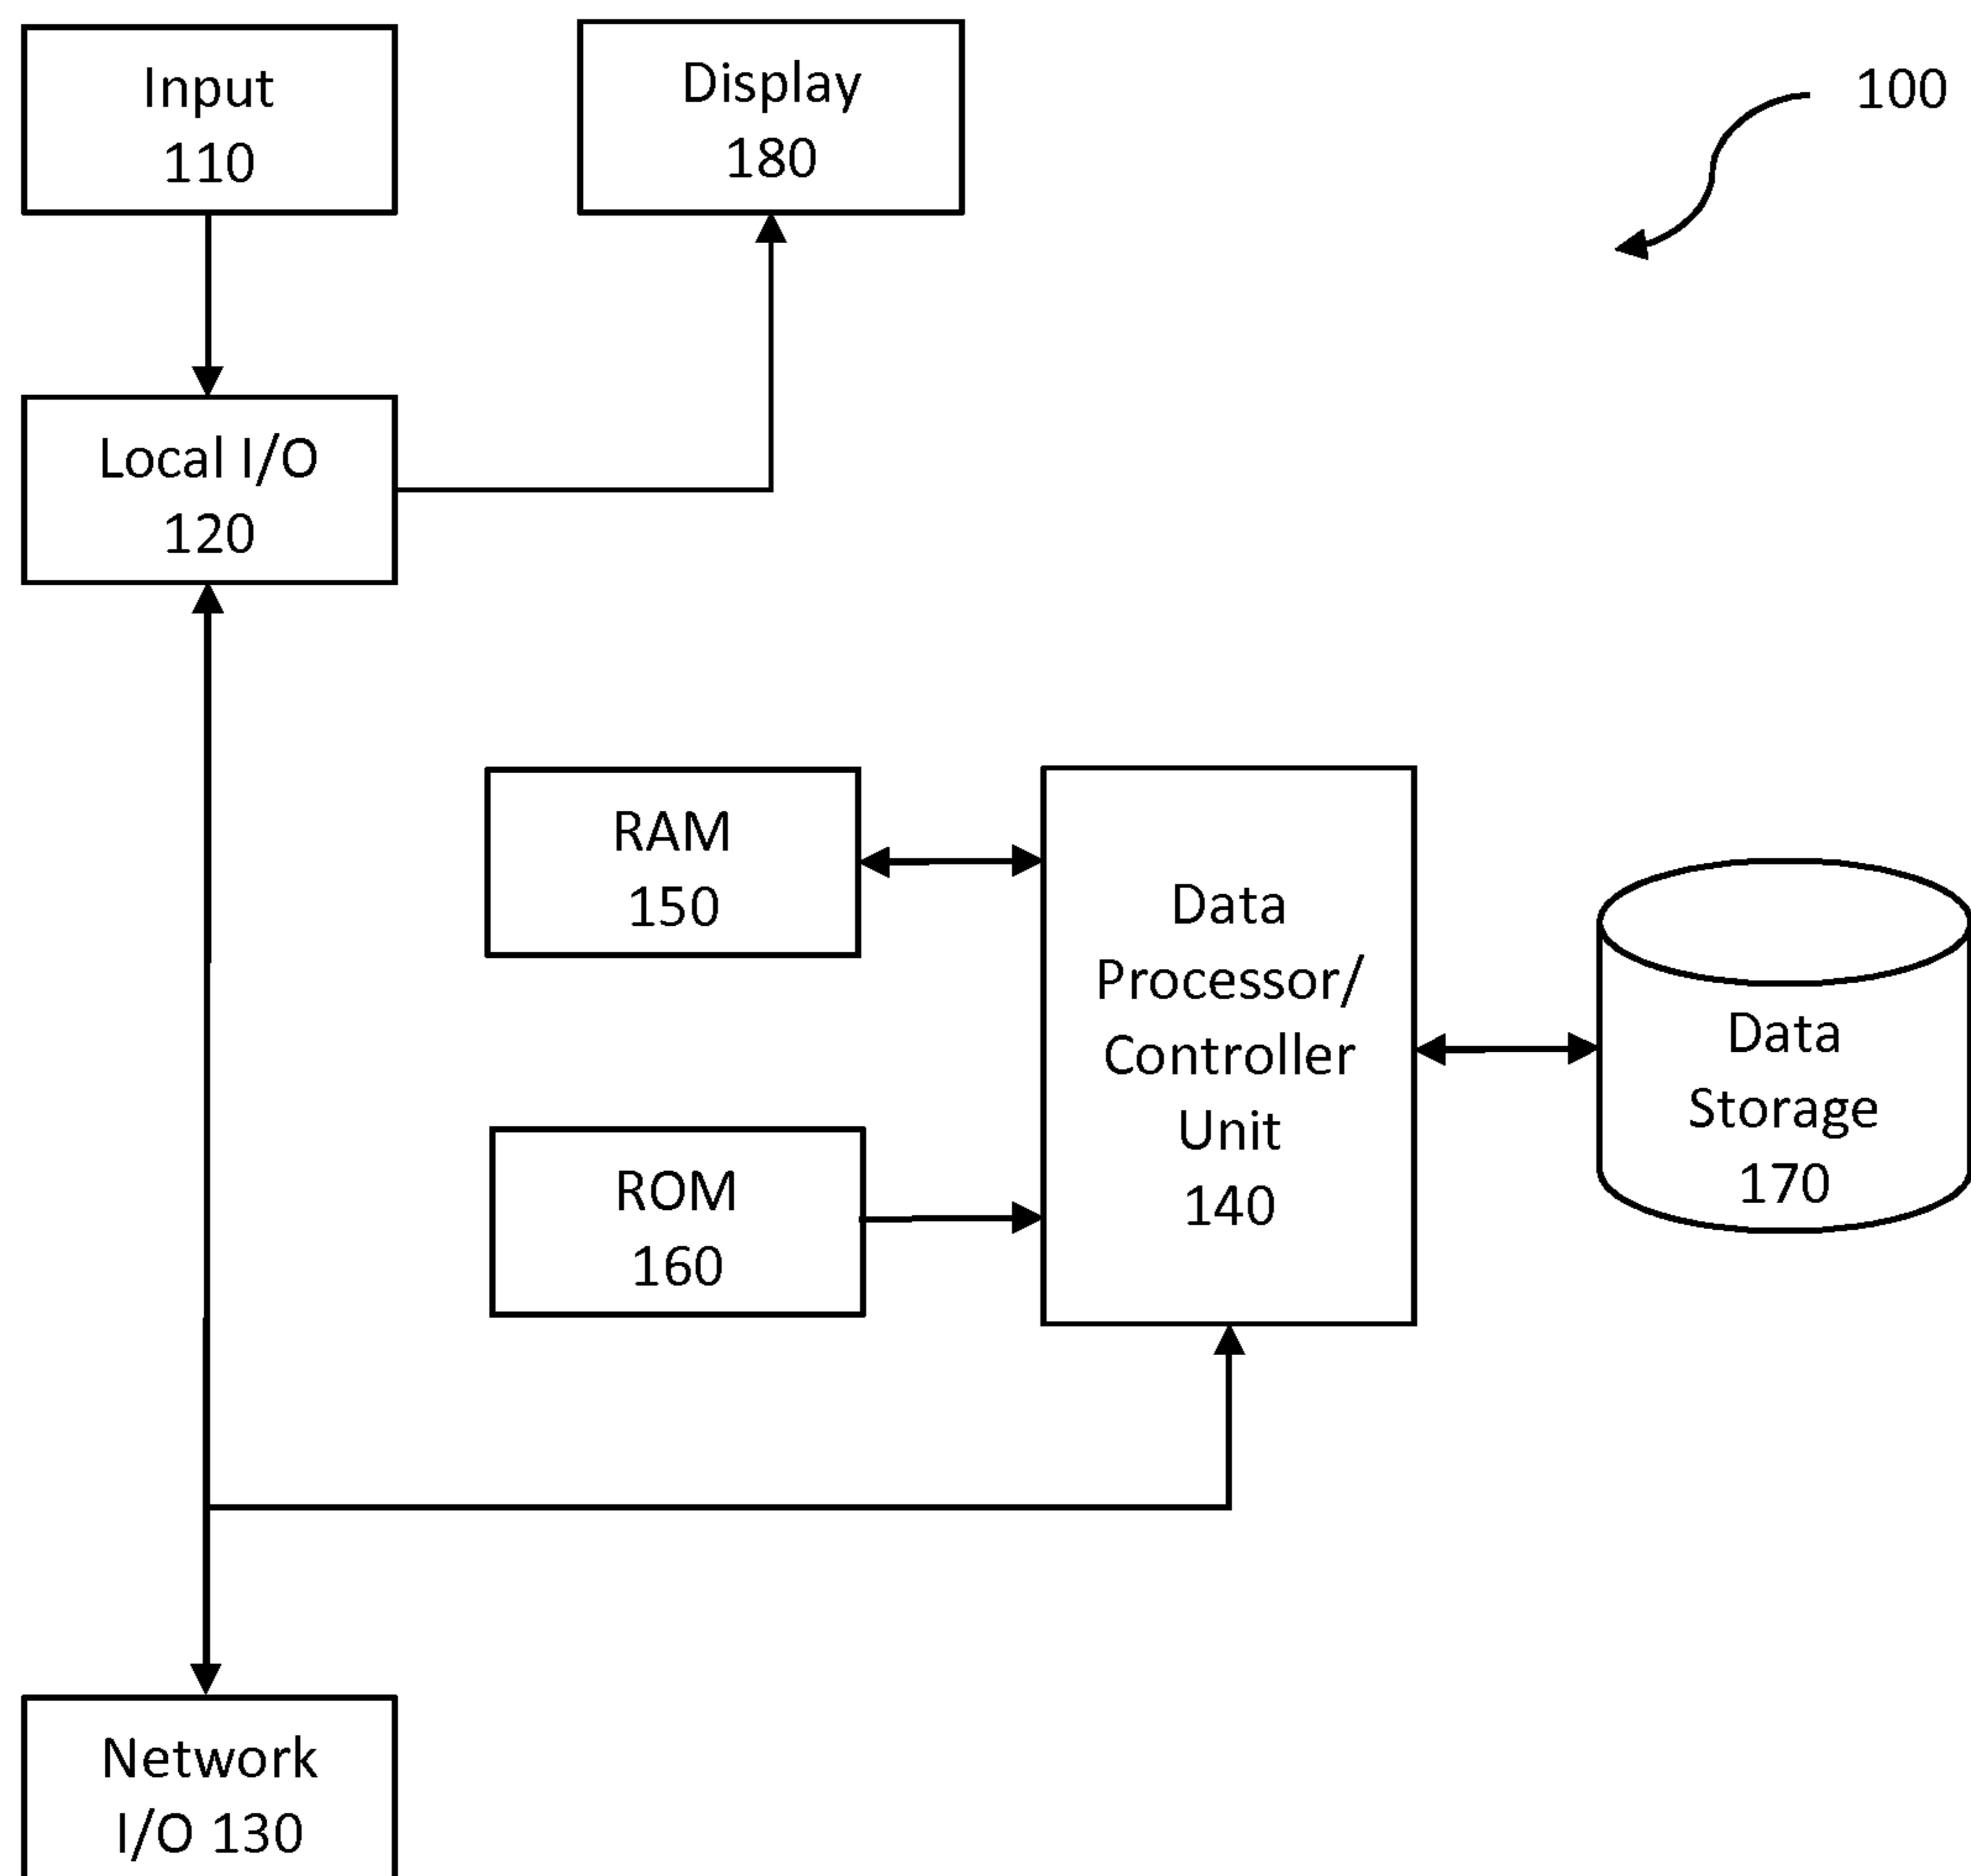 Input
110
Display
180
100
Local I/O
120
RAM
150
Data
Processor/
Controller
Unit
140
Data
Storage
170
ROM
160
Network
I/O 130